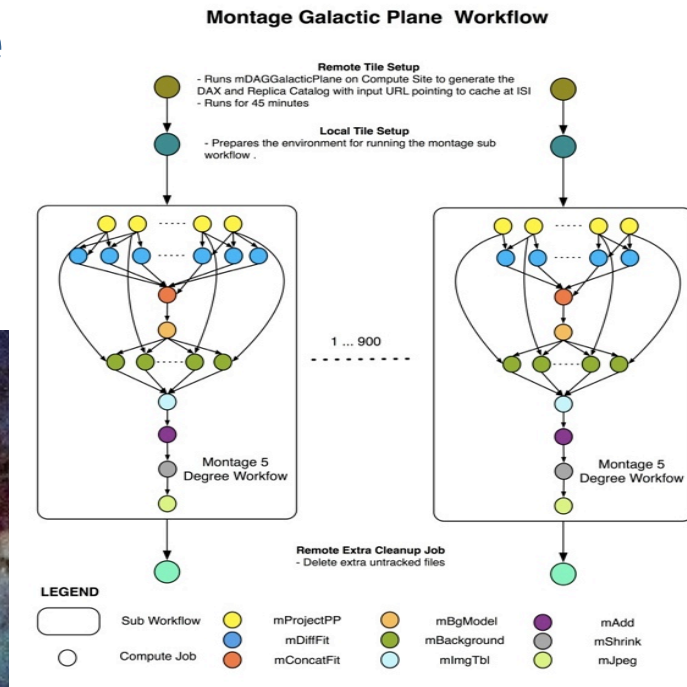 Montage Galactic Plane Workflow
Remote Tile Setup
- Runs mDAGGalacticPlane on Compute Site to generate the
DAX and Replica Catalog with input URL pointing to cache at ISI
- Runs for 45 minutes
Local Tile Setup
- Prepares the environment for running the montage sub
workflow .
1 ... 900
Montage 5
Degree Workfow
Montage 5
Degree Workfow
Remote Extra Cleanup Job
- Delete extra untracked files
LEGEND
Sub Workflow
Compute Job
mProjectPP
mDiffFit
mConcatFit
mBgModel
mBackground
mImgTbl
mAdd
mShrink
mJpeg